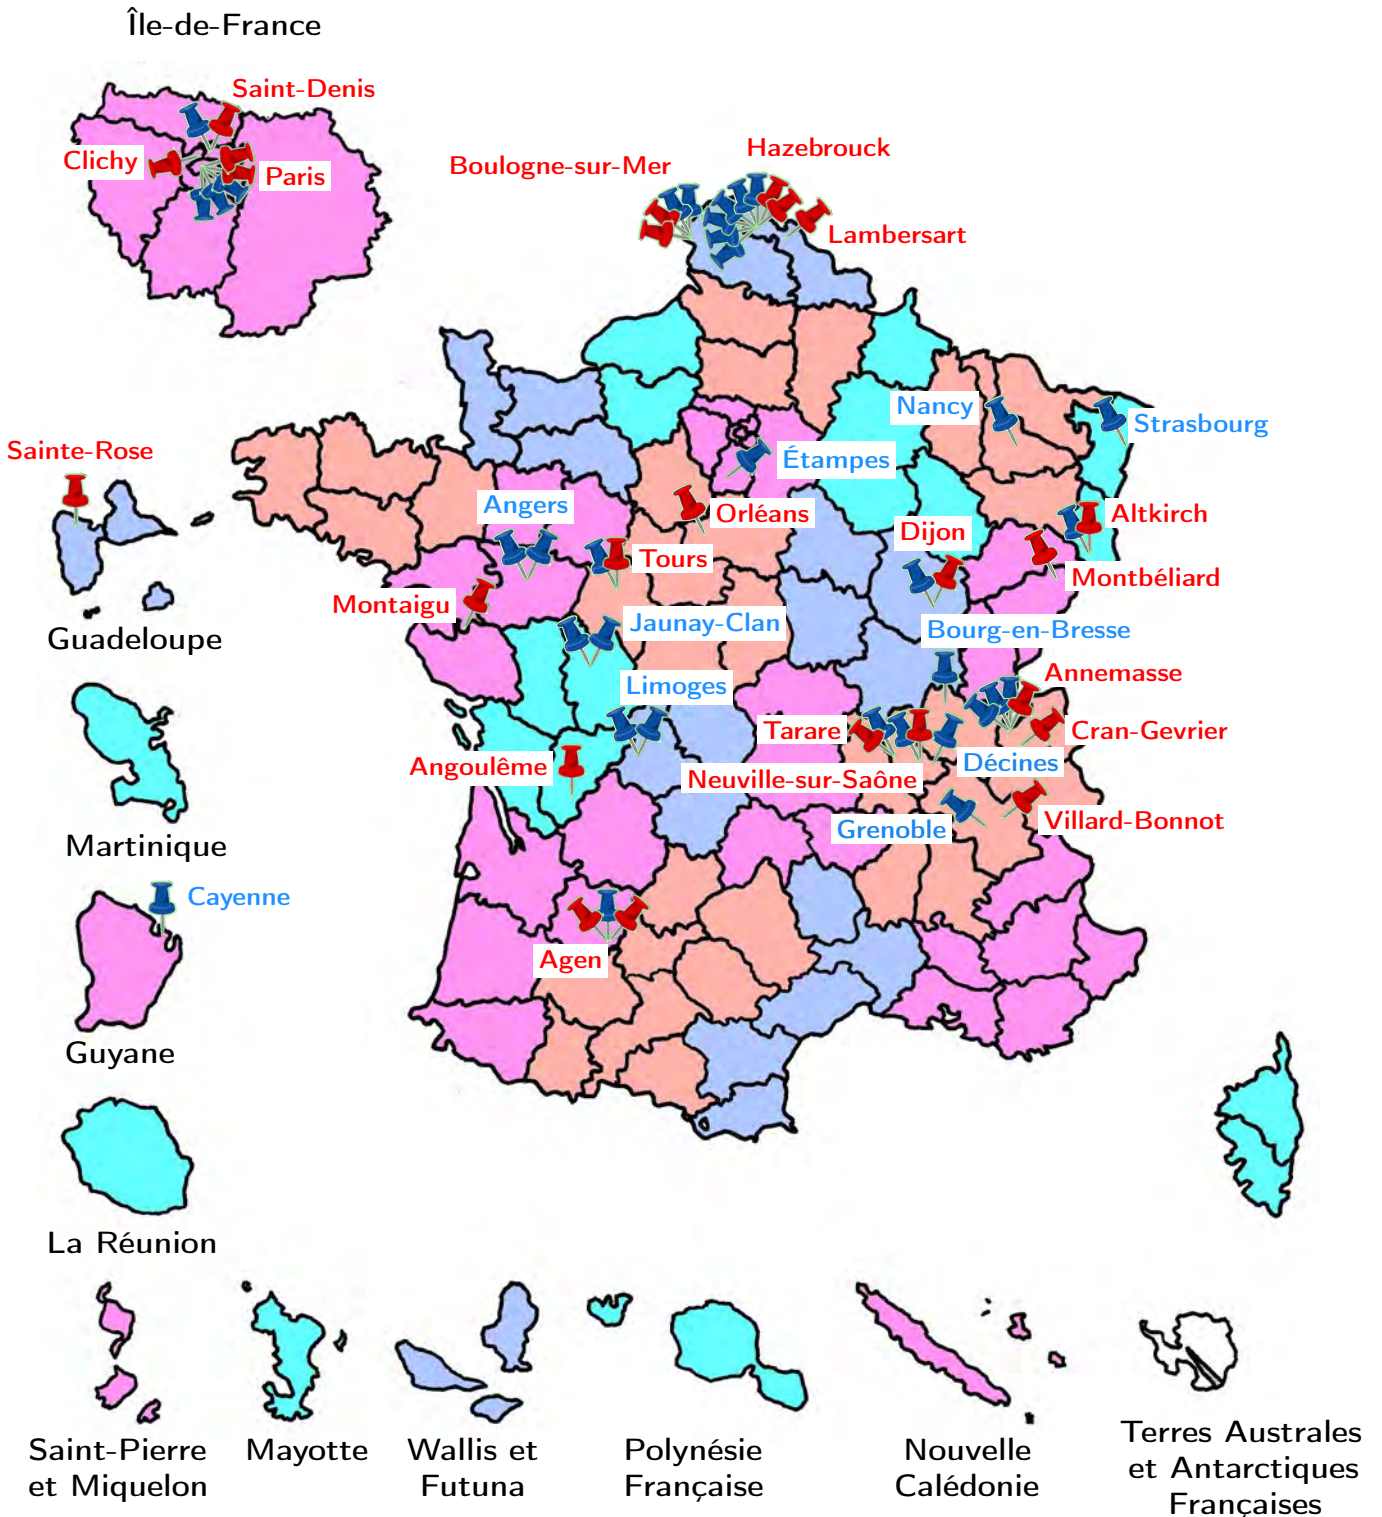 Île-de-France
Saint-Denis
Clichy
Paris
Boulogne-sur-Mer
Hazebrouck
Lambersart
Nancy
Strasbourg
Étampes
Sainte-Rose
Angers
Orléans
Altkirch
Dijon
Tours
Montbéliard
Montaigu
Guadeloupe
Jaunay-Clan
Bourg-en-Bresse
Limoges
Annemasse
Tarare
Cran-Gevrier
Angoulême
Décines
Neuville-sur-Saône
Villard-Bonnot
Grenoble
Martinique
Cayenne
Agen
Guyane
La Réunion
Saint-Pierre
et Miquelon
Mayotte
Wallis et
Futuna
Polynésie
Française
Nouvelle
Calédonie
Terres Australes
et Antarctiques
Françaises